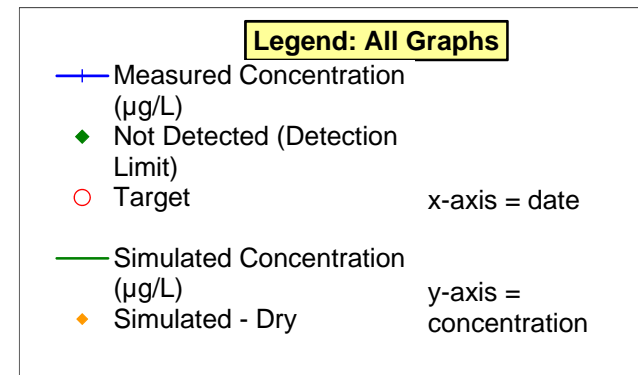 Legend: All Graphs
Measured Concentration
(µg/L)
Not Detected (Detection
Limit)
Target
x-axis = date
Simulated Concentration
(µg/L)
Simulated - Dry
y-axis =
concentration